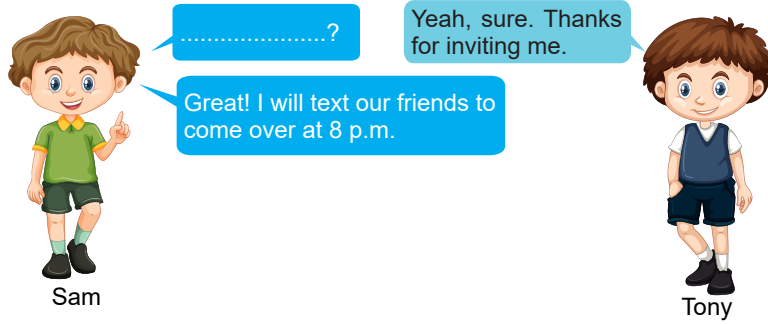 ......................?
Yeah, sure. Thanks
for inviting me.
Great! I will text our friends to
come over at 8 p.m.
Sam
Tony